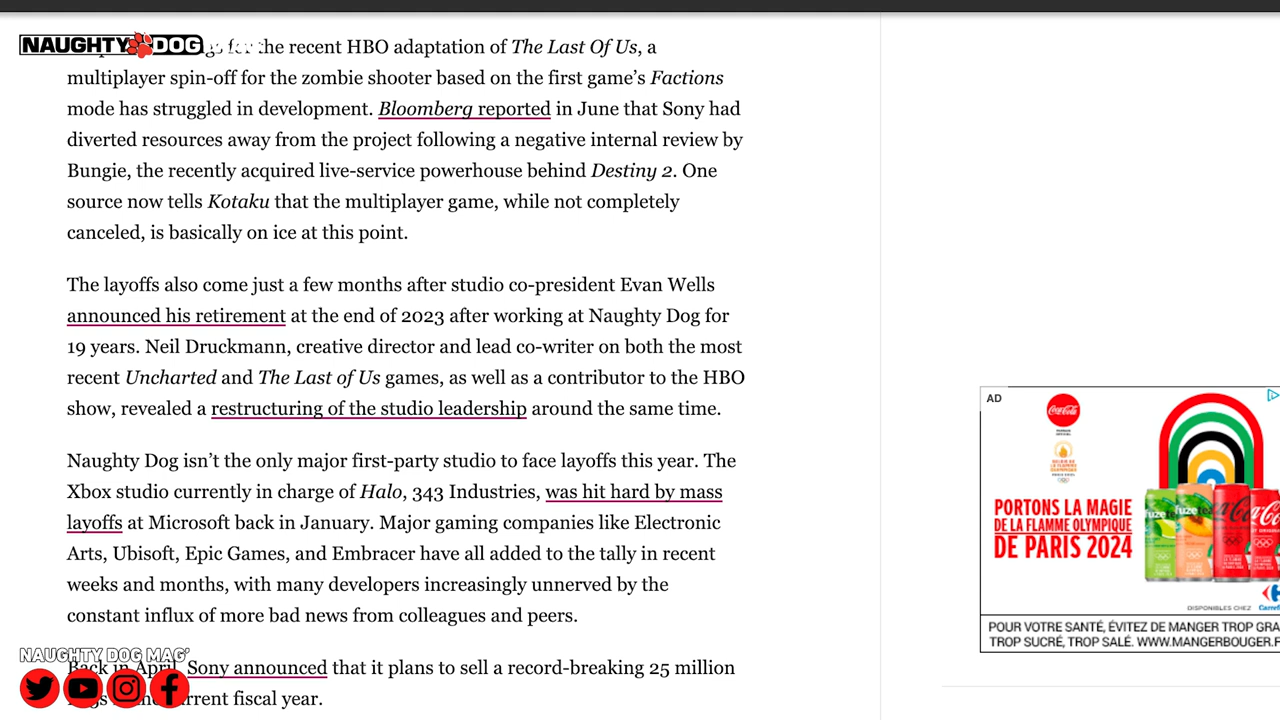 NAUGHTY DOG
for the recent HBO adaptation of The Last Of Us, a
multiplayer spin-off for the zombie shooter based on the first game’s Factions
mode has struggled in development. Bloomberg reported in June that Sony had
diverted resources away from the project following a negative internal review by
Bungie, the recently acquired live-service powerhouse behind Destiny 2. One
source now tells Kotaku that the multiplayer game, while not completely
canceled, is basically on ice at this point.
The layoffs also come just a few months after studio co-president Evan Wells
announced his retirement at the end of 2023 after working at Naughty Dog for
19 years. Neil Druckmann, creative director and lead co-writer on both the most
recent Uncharted and The Last of Us games, as well as a contributor to the HBO
show, revealed a restructuring of the studio leadership around the same time.
Naughty Dog isn’t the only major first-party studio to face layoffs this year. The
Xbox studio currently in charge of Halo, 343 Industries, was hit hard by mass
layoffs at Microsoft back in January. Major gaming companies like Electronic
Arts, Ubisoft, Epic Games, and Embracer have all added to the tally in recent
weeks and months, with many developers increasingly unnerved by the
constant influx of more bad news from colleagues and peers.
NAUGHTY DOG MAG'
Back in April, Sony announced that it plans to sell a record-breaking 25 million
current fiscal year.
AD
Coca-Cola
PORTONS LA MAGIE
DE LA FLAMME OLYMPIQUE
DE PARIS 2024
fuzetea
fuzetea
DISPONIBLES CHEZ
POUR VOTRE SANTÉ, ÉVITEZ DE MANGER TROP GRA
TROP SUCRÉ, TROP SALÉ. WWW.MANGERBOUGER.F